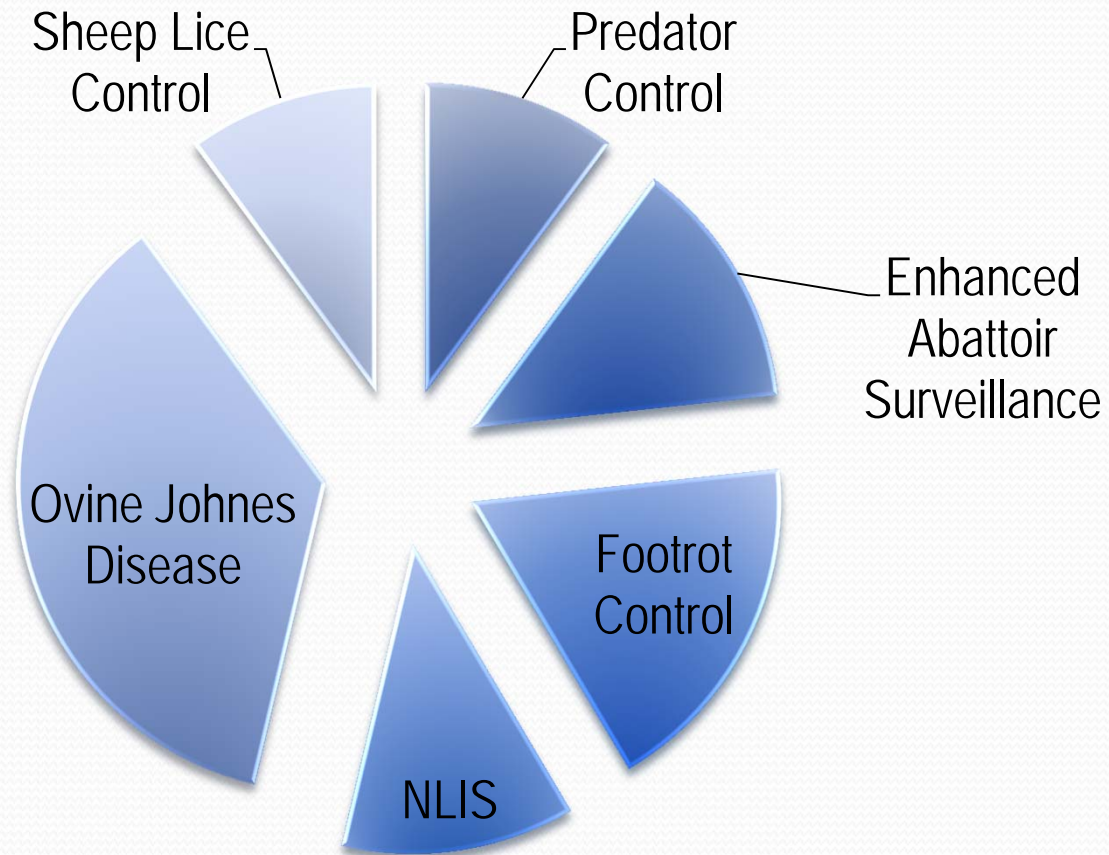 Sheep Lice
Control
Predator
Control
Enhanced
Abattoir
Surveillance
Ovine Johnes
Disease
Footrot
Control
NLIS